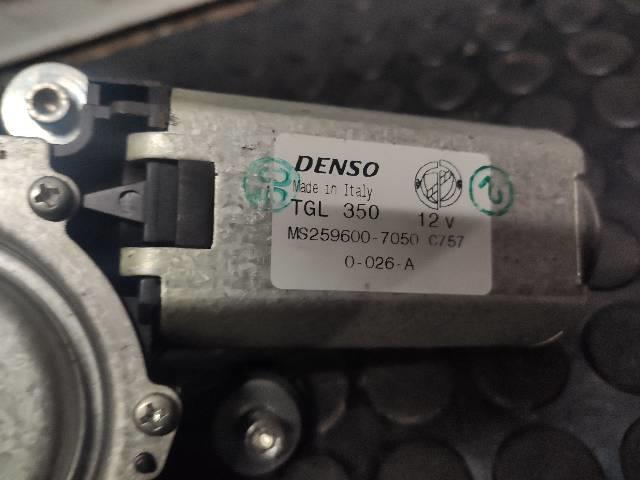 DENSO
Made in Italy
TGL 350 12 V
MS259600-7050 C757
0-026-A